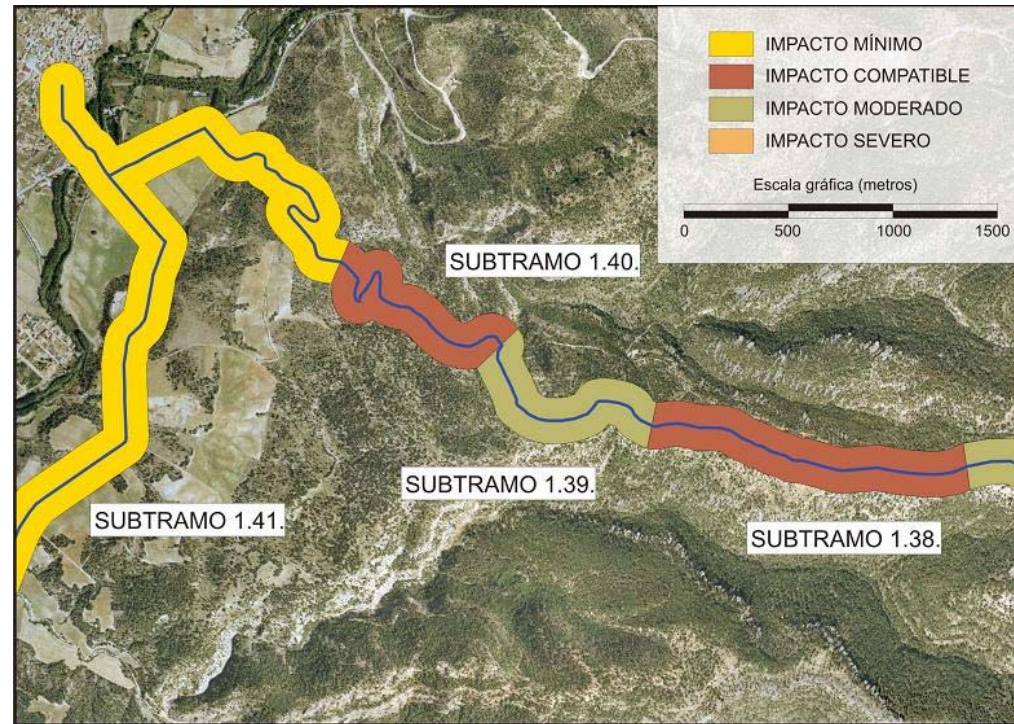 IMPACTO MÍNIMO
IMPACTO COMPATIBLE
IMPACTO MODERADO
IMPACTO SEVERO
Escala gráfica (metros)
0 500 1000 1500
SUBTRAMO 1.40.
SUBTRAMO 1.39.
SUBTRAMO 1.41.
SUBTRAMO 1.38.